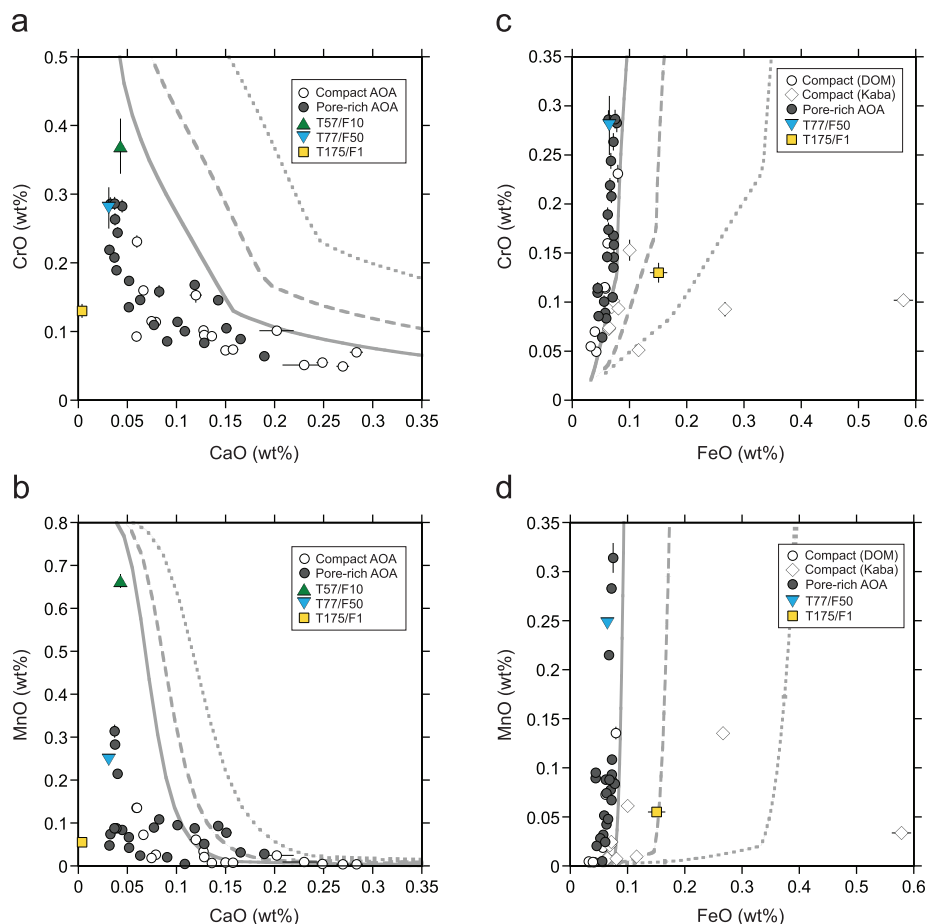 a
0.5
0.4
0.3
0.2
0.1
0
CrO (wt%)
0 0.05 0.1 0.15 0.2 0.25 0.3 0.35
CaO (wt%)
Compact AOA
Pore-rich AOA
T57/F10
T77/F50
T175/F1
c
0.35
0.3
0.25
0.2
0.15
0.1
0.05
0
CrO (wt%)
0 0.1 0.2 0.3 0.4 0.5 0.6
FeO (wt%)
Compact (DOM)
Compact (Kaba)
Pore-rich AOA
T77/F50
T175/F1
b
0.8
0.7
0.6
0.5
0.4
0.3
0.2
0.1
0
MnO (wt%)
0 0.05 0.1 0.15 0.2 0.25 0.3 0.35
CaO (wt%)
Compact AOA
Pore-rich AOA
T57/F10
T77/F50
T175/F1
d
0.35
0.3
0.25
0.2
0.15
0.1
0.05
0
MnO (wt%)
0 0.1 0.2 0.3 0.4 0.5 0.6
FeO (wt%)
Compact (DOM)
Compact (Kaba)
Pore-rich AOA
T77/F50
T175/F1